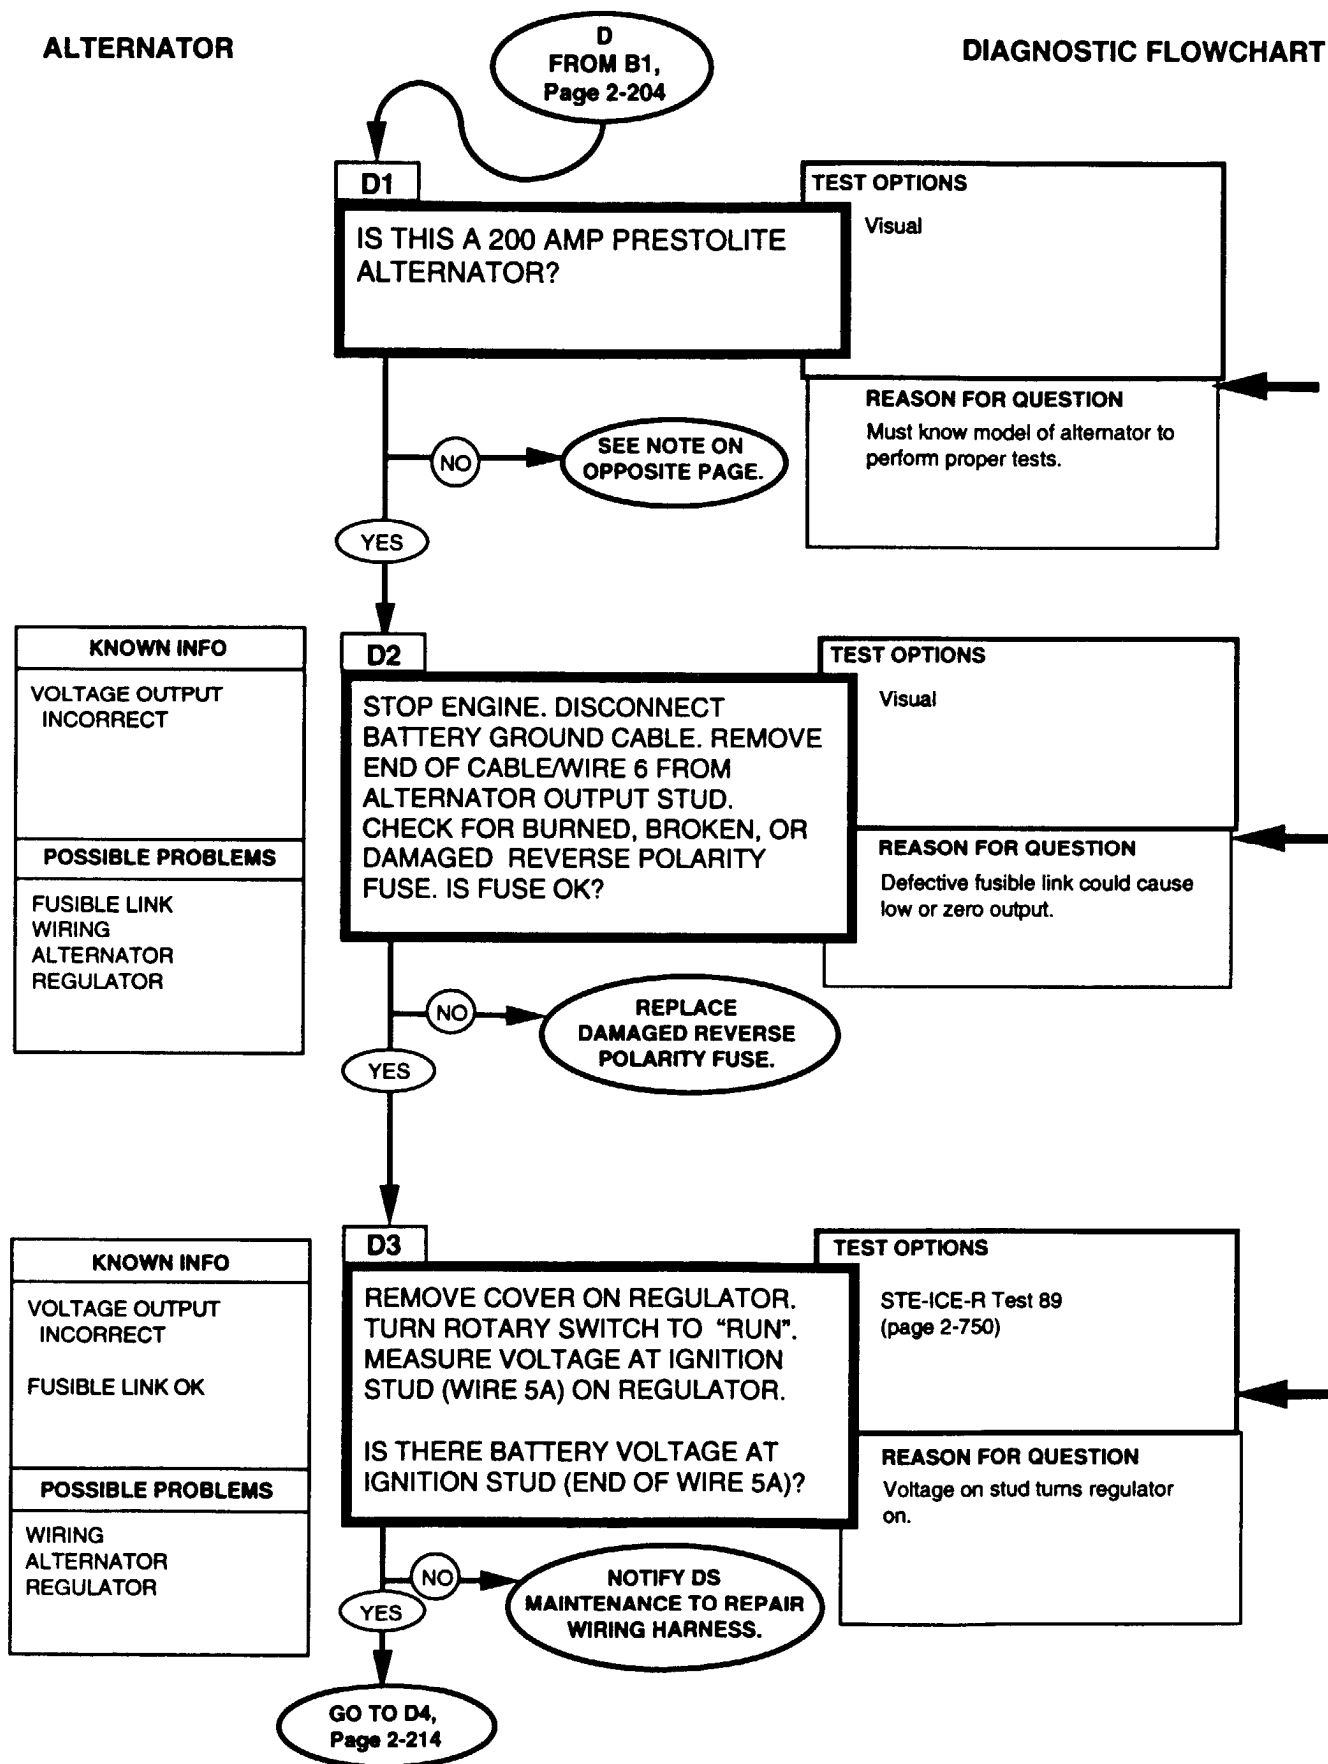 ALTERNATOR
DIAGNOSTIC FLOWCHART
D
FROM B1,
Page 2-204
D1
IS THIS A 200 AMP PRESTOLITE
ALTERNATOR?
TEST OPTIONS
Visual
REASON FOR QUESTION
Must know model of alternator to
perform proper tests.
NO
SEE NOTE ON
OPPOSITE PAGE.
YES
KNOWN INFO
VOLTAGE OUTPUT
INCORRECT
POSSIBLE PROBLEMS
FUSIBLE LINK
WIRING
ALTERNATOR
REGULATOR
D2
STOP ENGINE. DISCONNECT
BATTERY GROUND CABLE. REMOVE
END OF CABLE/WIRE 6 FROM
ALTERNATOR OUTPUT STUD.
CHECK FOR BURNED, BROKEN, OR
DAMAGED REVERSE POLARITY
FUSE. IS FUSE OK?
TEST OPTIONS
Visual
REASON FOR QUESTION
Defective fusible link could cause
low or zero output.
NO
REPLACE
DAMAGED REVERSE
POLARITY FUSE.
YES
KNOWN INFO
VOLTAGE OUTPUT
INCORRECT
FUSIBLE LINK OK
POSSIBLE PROBLEMS
WIRING
ALTERNATOR
REGULATOR
D3
REMOVE COVER ON REGULATOR.
TURN ROTARY SWITCH TO “RUN”.
MEASURE VOLTAGE AT IGNITION
STUD (WIRE 5A) ON REGULATOR.
IS THERE BATTERY VOLTAGE AT
IGNITION STUD (END OF WIRE 5A)?
TEST OPTIONS
STE-ICE-R Test 89
(page 2-750)
REASON FOR QUESTION
Voltage on stud turns regulator
on.
NO
NOTIFY DS
MAINTENANCE TO REPAIR
WIRING HARNESS.
YES
GO TO D4,
Page 2-214